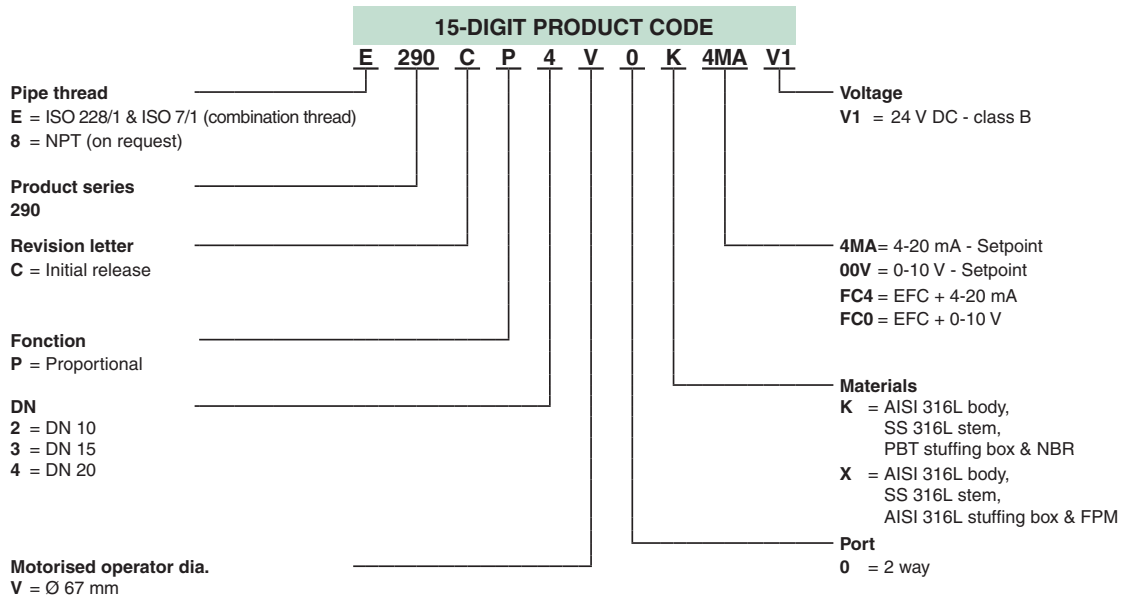 15-DIGIT PRODUCT CODE
E 290 C P 4 V 0 K 4MA V1
Pipe thread
E = ISO 228/1 & ISO 7/1 (combination thread)
8 = NPT (on request)
Product series
290
Revision letter
C = Initial release
Fonction
P = Proportional
DN
2 = DN 10
3 = DN 15
4 = DN 20
Motorised operator dia.
V = Ø 67 mm
Voltage
V1 = 24 V DC - class B
4MA= 4-20 mA - Setpoint
00V = 0-10 V - Setpoint
FC4 = EFC + 4-20 mA
FC0 = EFC + 0-10 V
Materials
K = AISI 316L body,
SS 316L stem,
PBT stuffing box & NBR
X = AISI 316L body,
SS 316L stem,
AISI 316L stuffing box & FPM
Port
0 = 2 way